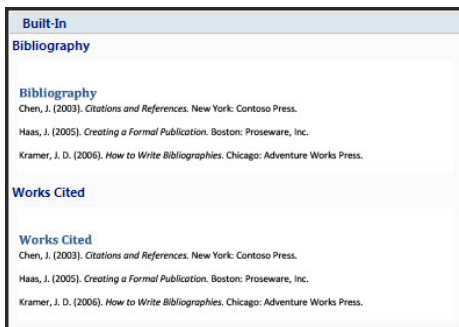 Built-In
Bibliography
Bibliography
Chen, J. (2003). Citations and References. New York: Contoso Press.
Haas, J. (2005). Creating a Formal Publication. Boston: Proseware, Inc.
Kramer, J. D. (2006). How to Write Bibliographies. Chicago: Adventure Works Press.
Works Cited
Works Cited
Chen, J. (2003). Citations and References. New York: Contoso Press.
Haas, J. (2005). Creating a Formal Publication. Boston: Proseware, Inc.
Kramer, J. D. (2006). How to Write Bibliographies. Chicago: Adventure Works Press.